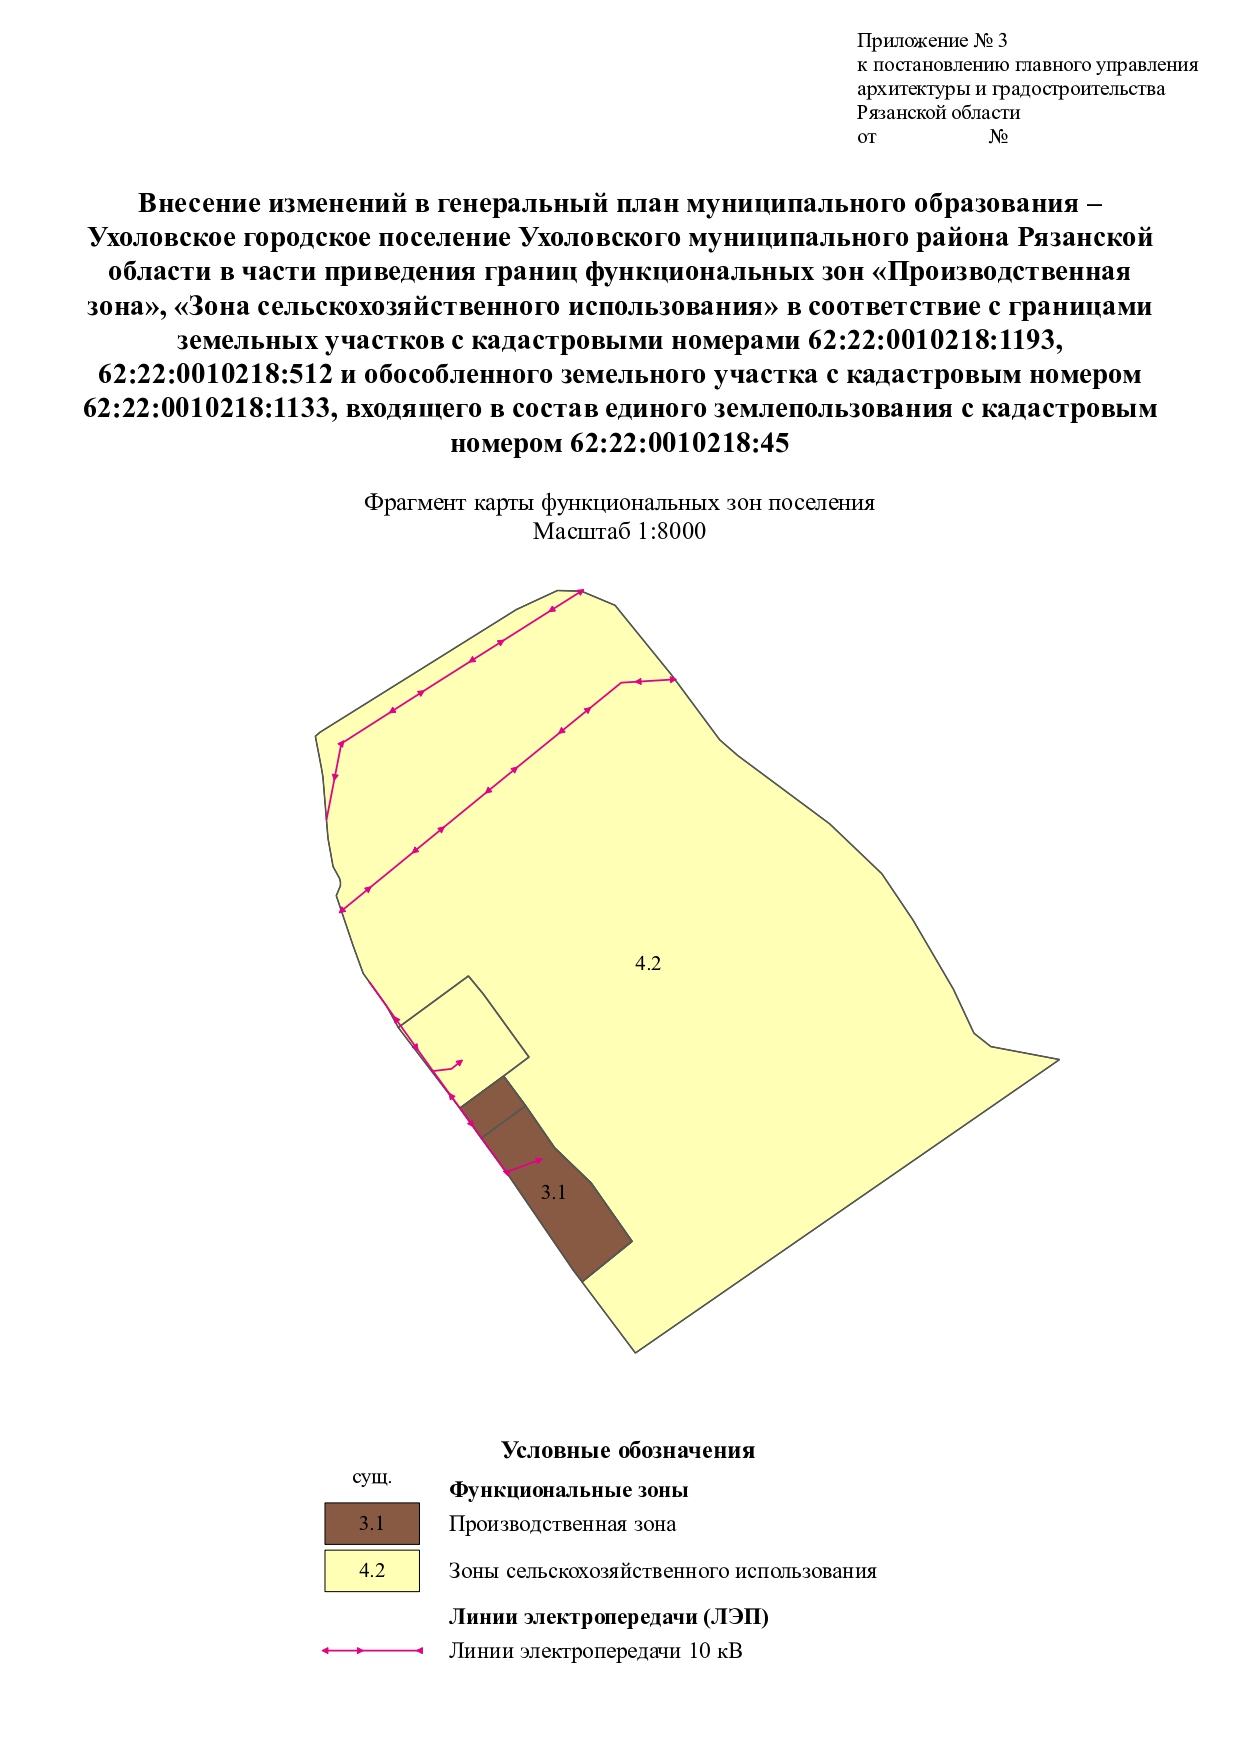 Приложение № 3
к постановлению главного управления
архитектуры и градостроительства
Рязанской области
от №
Внесение изменений в генеральный план муниципального образования –
Ухоловское городское поселение Ухоловского муниципального района Рязанской
области в части приведения границ функциональных зон «Производственная
зона», «Зона сельскохозяйственного использования» в соответствие с границами
земельных участков с кадастровыми номерами 62:22:0010218:1193,
62:22:0010218:512 и обособленного земельного участка с кадастровым номером
62:22:0010218:1133, входящего в состав единого землепользования с кадастровым
номером 62:22:0010218:45
Фрагмент карты функциональных зон поселения
Масштаб 1:8000
4.2
3.1
Условные обозначения
сущ.
Функциональные зоны
3.1 Производственная зона
4.2 Зоны сельскохозяйственного использования
Линии электропередачи (ЛЭП)
Линии электропередачи 10 кВ